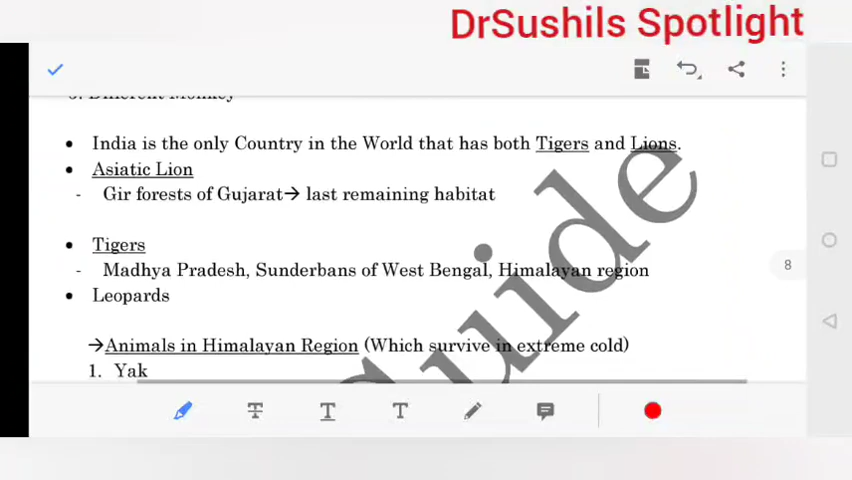 DrSushils Spotlight
• India is the only Country in the World that has both Tigers and Lions.
• Asiatic Lion
- Gir forests of Gujarat→ last remaining habitat
• Tigers
- Madhya Pradesh, Sunderbans of West Bengal, Himalayan region
8
• Leopards
→Animals in Himalayan Region (Which survive in extreme cold)
1. Yak
Guide
T T T